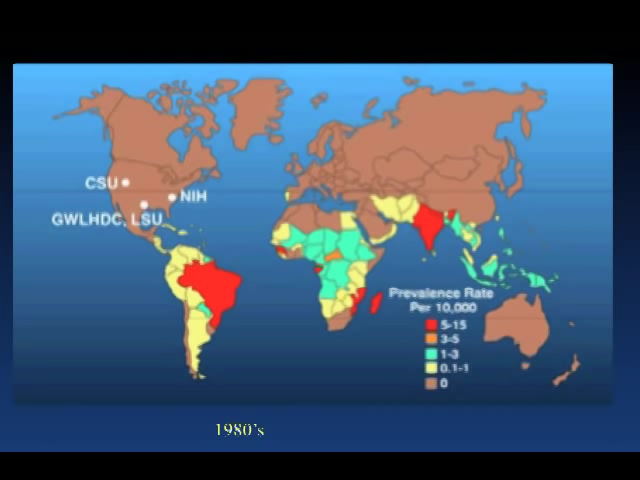 CSU
NIH
GWLHDC, LSU
Prevalence Rate
Per 10,000
5-15
3-5
1-3
0.1-1
0
1980's